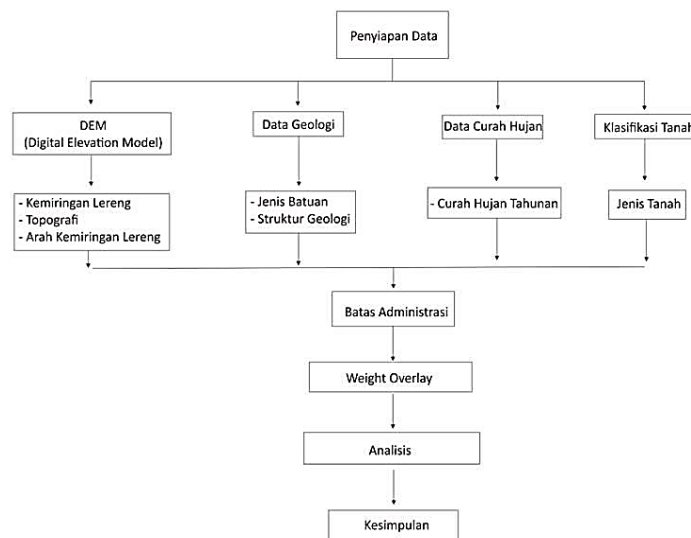 Penyiapan Data
DEM
(Digital Elevation Model)
Data Geologi
Data Curah Hujan
Klasifikasi Tanah
- Kemiringan Lereng
- Topografi
- Arah Kemiringan Lereng
- Jenis Batuan
- Struktur Geologi
- Curah Hujan Tahunan
Jenis Tanah
Batas Administrasi
Weight Overlay
Analisis
Kesimpulan